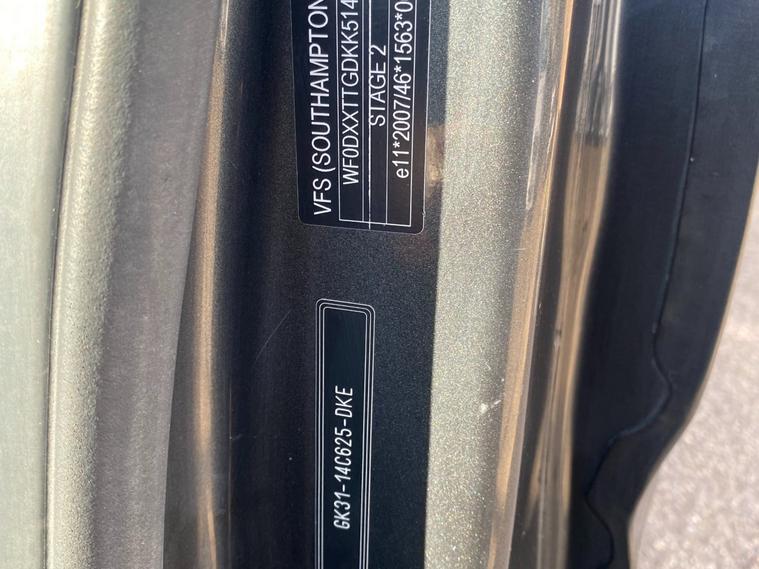 VFS (SOUTHAMPTON
WF0DXXTTGDKK514
STAGE 2
e11*2007/46*1563*0
GK31-14C625-DKE